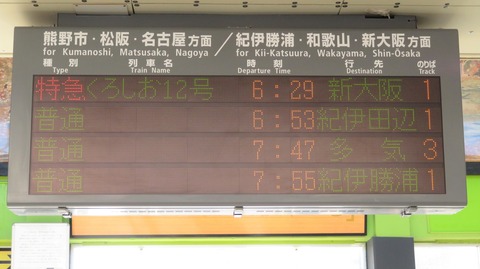 熊野市・松阪・名古屋方面／紀伊勝浦・和歌山・新大阪方面
for Kumanoshi, Matsusaka, Nagoya for Kii-Katsuura, Wakayama, Shin-Osaka
種別 列車名 時刻 行先 のりば
Type Train Name Departure Time Destination Track
特急 くろしお12号 6:29 新大阪 1
普通 6:53 紀伊田辺 1
普通 7:47 多気 3
普通 7:55 紀伊勝浦 1